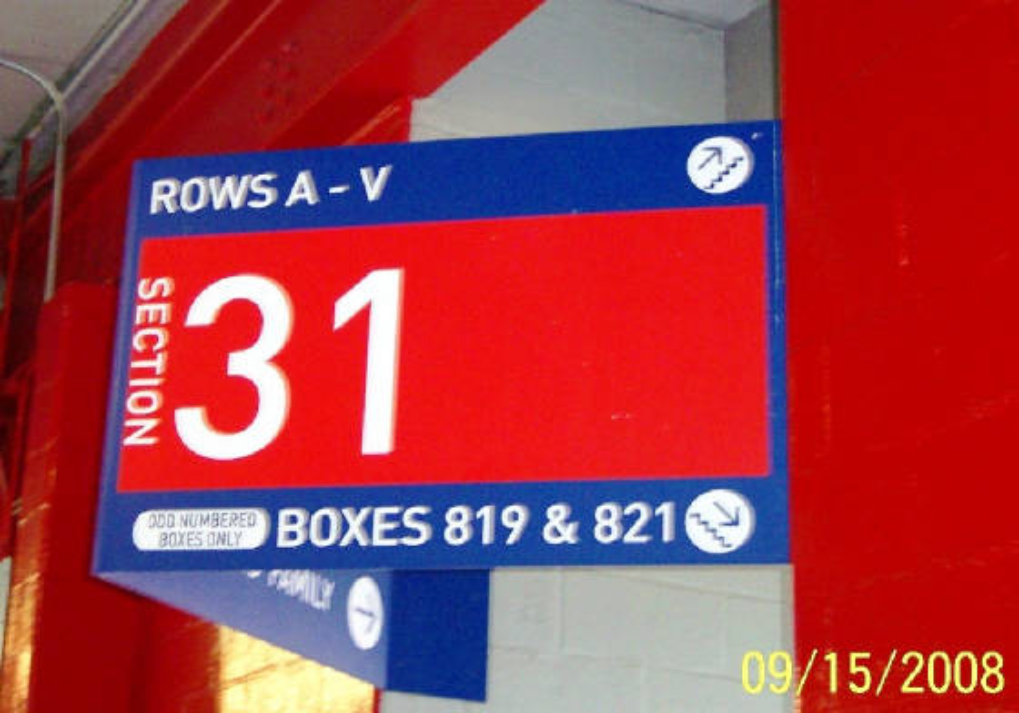 ROWS A - V
SECTION
31
ODD NUMBERED
BOXES ONLY
BOXES 819 & 821
FAMILY
09/15/2008